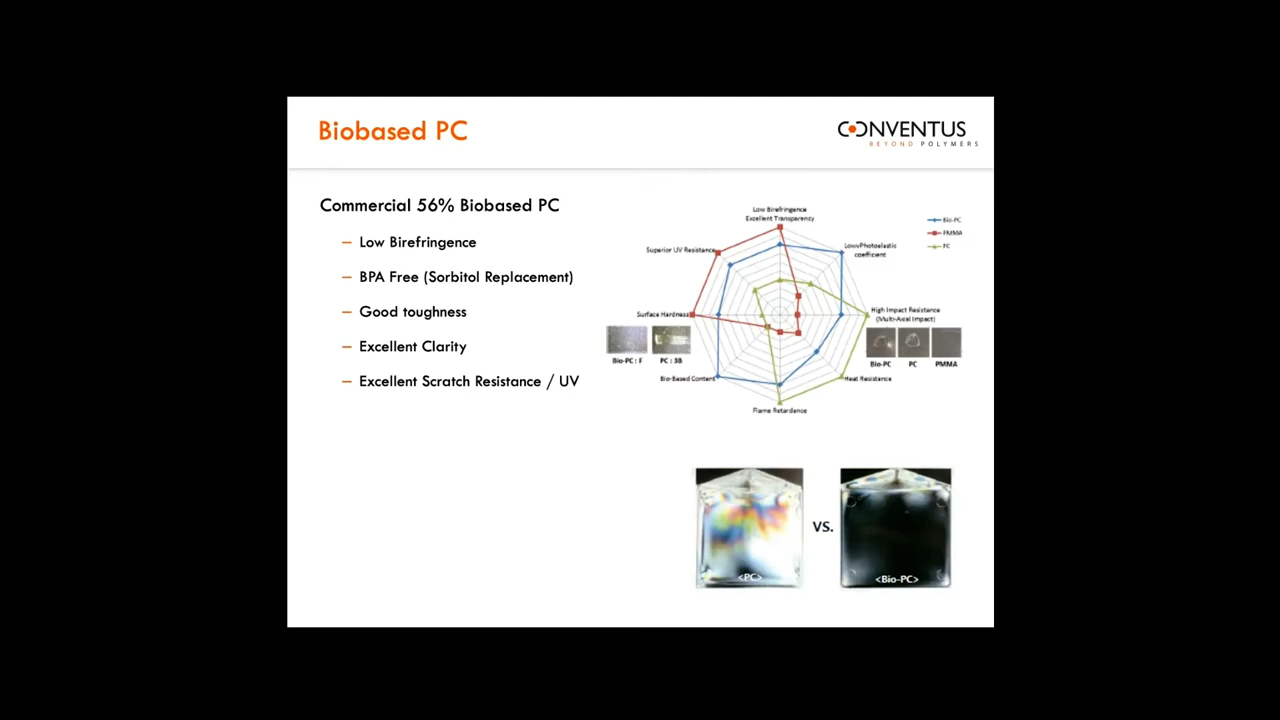 Biobased PC
CONVENTUS
BEYOND POLYMERS
Commercial 56% Biobased PC
– Low Birefringence
– BPA Free (Sorbitol Replacement)
– Good toughness
– Excellent Clarity
– Excellent Scratch Resistance / UV
Low Birefringence
Excellent Transparency
Bio-PC
PMMA
PC
Superior UV Resistance
Low Photoelastic
coefficient
Surface Hardness
High Impact Resistance
(Multi-Axial Impact)
Bio-PC : F
PC : 3B
Bio-PC
PC
PMMA
Bio-Based Content
Heat Resistance
Flame Retardance
<PC>
VS.
<Bio-PC>